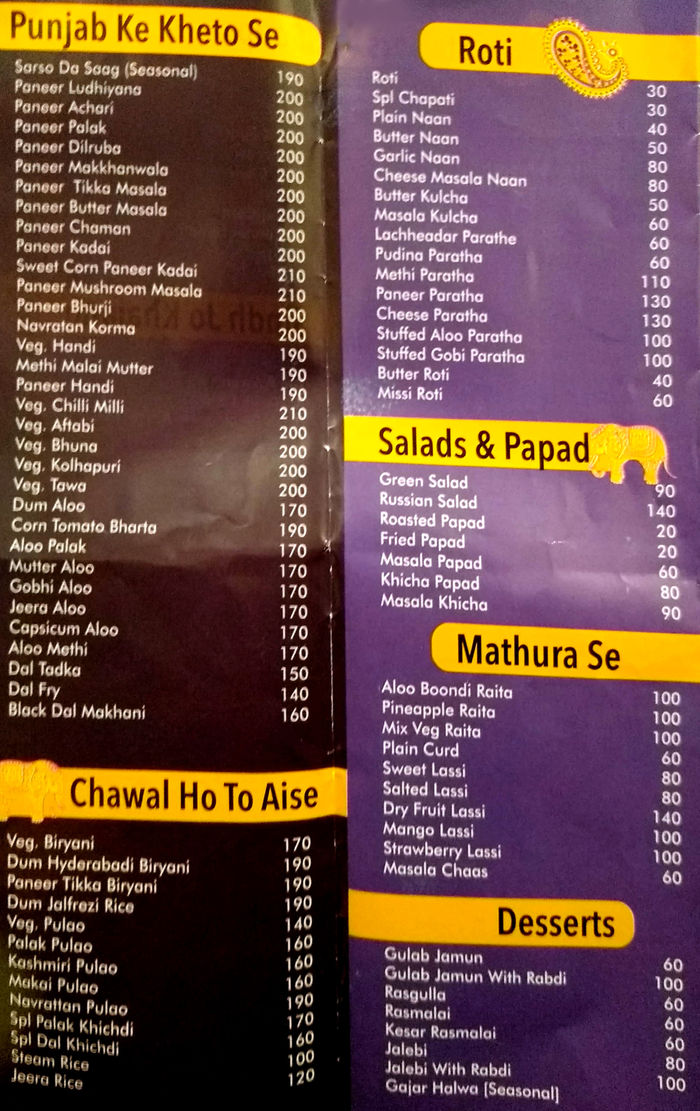 Punjab Ke Kheto Se
Sarso Da Saag (Seasonal) 190
Paneer Ludhiyana 200
Paneer Achari 200
Paneer Palak 200
Paneer Dilruba 200
Paneer Makkhanwala 200
Paneer Tikka Masala 200
Paneer Butter Masala 200
Paneer Chaman 200
Paneer Kadai 200
Sweet Corn Paneer Kadai 210
Paneer Mushroom Masala 210
Paneer Bhurji 200
Navratan Korma 200
Veg. Handi 190
Methi Malai Mutter 190
Paneer Handi 190
Veg. Chilli Milli 210
Veg. Aftabi 200
Veg. Bhuna 200
Veg. Kolhapuri 200
Veg. Tawa 200
Dum Aloo 170
Corn Tomato Bharta 190
Aloo Palak 170
Mutter Aloo 170
Gobhi Aloo 170
Jeera Aloo 170
Capsicum Aloo 170
Aloo Methi 170
Dal Tadka 150
Dal Fry 140
Black Dal Makhani 160
Chawal Ho To Aise
Veg. Biryani 170
Dum Hyderabadi Biryani 190
Paneer Tikka Biryani 190
Dum Jalfrezi Rice 190
Veg. Pulao 140
Palak Pulao 160
Kashmiri Pulao 160
Makai Pulao 160
Navrattan Pulao 190
Spl Palak Khichdi 170
Spl Dal Khichdi 160
Steam Rice 100
Jeera Rice 120
Roti
Roti 30
Spl Chapati 30
Plain Naan 40
Butter Naan 50
Garlic Naan 80
Cheese Masala Naan 80
Butter Kulcha 50
Masala Kulcha 60
Lachheadar Parathe 60
Pudina Paratha 60
Methi Paratha 110
Paneer Paratha 130
Cheese Paratha 130
Stuffed Aloo Paratha 100
Stuffed Gobi Paratha 100
Butter Roti 40
Missi Roti 60
Salads & Papad
Green Salad 90
Russian Salad 140
Roasted Papad 20
Fried Papad 20
Masala Papad 60
Khicha Papad 80
Masala Khicha 90
Mathura Se
Aloo Boondi Raita 100
Pineapple Raita 100
Mix Veg Raita 100
Plain Curd 60
Sweet Lassi 80
Salted Lassi 80
Dry Fruit Lassi 140
Mango Lassi 100
Strawberry Lassi 100
Masala Chaas 60
Desserts
Gulab Jamun 60
Gulab Jamun With Rabdi 100
Rasgulla 60
Rasmalai 60
Kesar Rasmalai 60
Jalebi 80
Jalebi With Rabdi 100
Gajar Halwa [Seasonal]